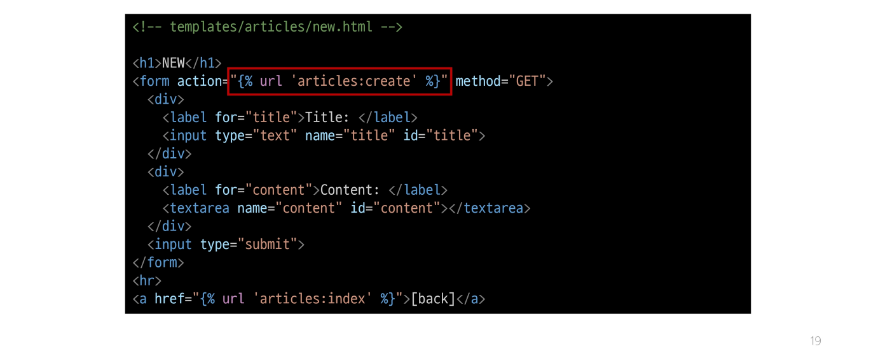 <!-- templates/articles/new.html -->
<h1>NEW</h1>
<form action="{% url 'articles:create' %}" method="GET">
<div>
<label for="title">Title: </label>
<input type="text" name="title" id="title">
</div>
<div>
<label for="content">Content: </label>
<textarea name="content" id="content"></textarea>
</div>
<input type="submit">
</form>
<hr>
<a href="{% url 'articles:index' %}">[back]</a>
19